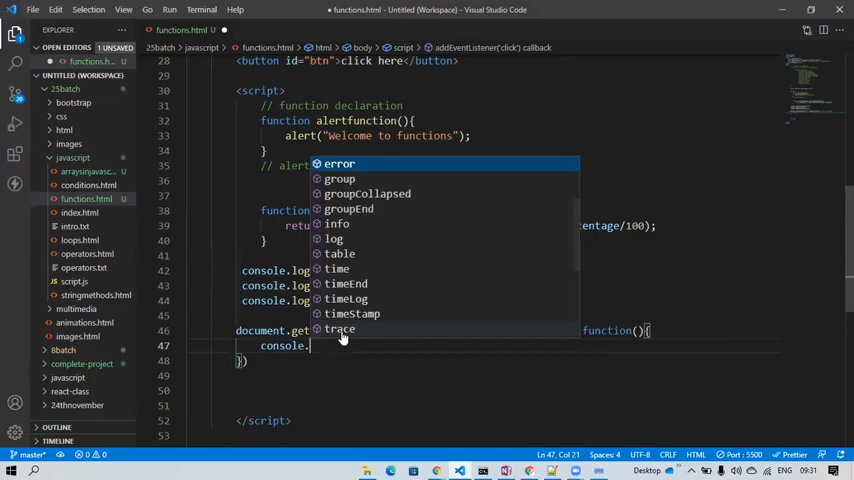 File Edit Selection View Go Run Terminal Help
● functions.html - Untitled (Workspace) - Visual Studio Code
EXPLORER
functions.html ●
OPEN EDITORS 1 UNSAVED
● functions.h... U
UNTITLED (WORKSPACE)
25batch
bootstrap
css
html
images
javascript
arraysinjavasc... U
conditions.html
functions.html U
index.html
intro.txt
loops.html
operators.html
operators.txt
script.js
stringmethods.html
multimedia
animations.html
images.html
8batch
complete-project
javascript
react-class
24thnovember
OUTLINE
TIMELINE
25batch > javascript > functions.html > html > body > script > addEventListener('click') callback
28 <button id="btn">click here</button>
29
30 <script>
31 // function declaration
32 function alertfunction(){
33 alert("Welcome to functions");
34 }
35 // alert
38 function
39 retu centage/100);
40 }
41
42 console.log
43 console.log
44 console.log
45
46 document.get function(){
47 console.
48 })
49
50
51
52 </script>
53
error
group
groupCollapsed
groupEnd
info
log
table
time
timeEnd
timeLog
timeStamp
trace
master* 0 0
Ln 47, Col 21 Spaces: 4 UTF-8 CRLF HTML Port : 5500 Prettier
Desktop ENG 09:31